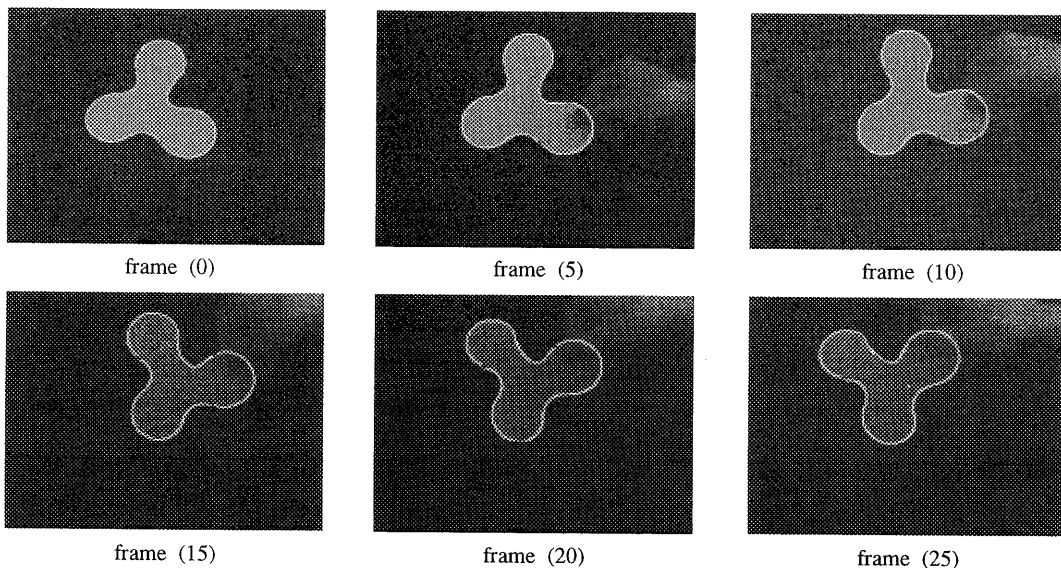 frame (0)
frame (5)
frame (10)
frame (15)
frame (20)
frame (25)